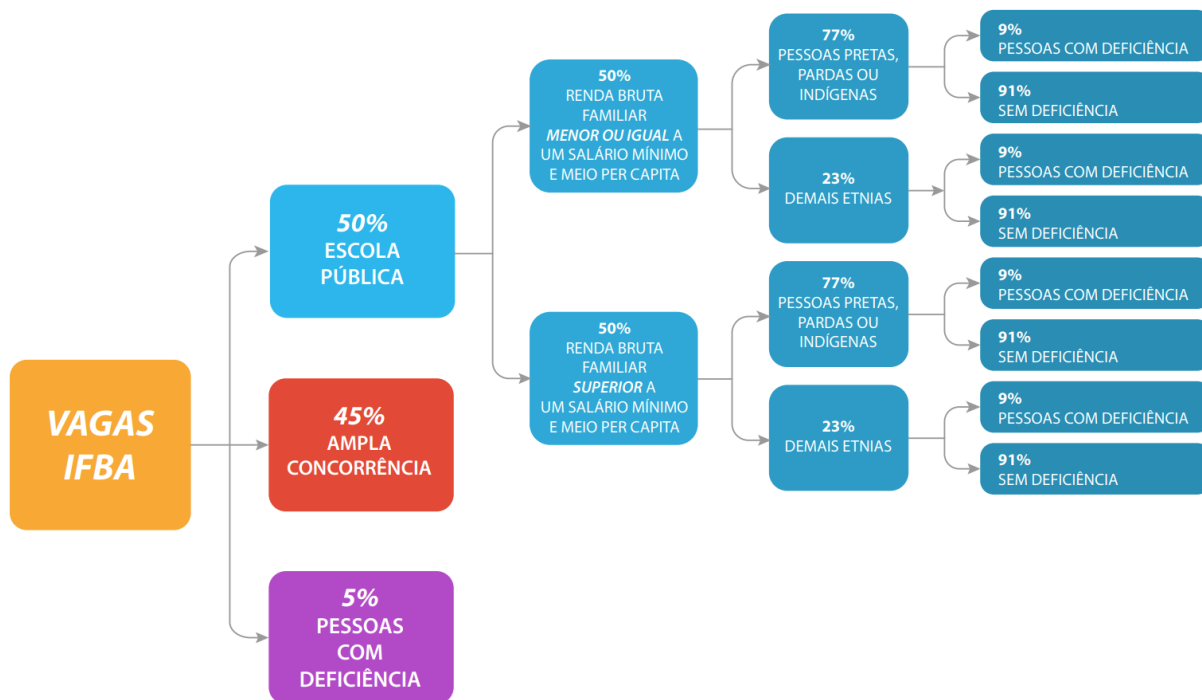 VAGAS
IFBA
50%
ESCOLA
PÚBLICA
45%
AMPLA
CONCORRÊNCIA
5%
PESSOAS
COM
DEFICIÊNCIA
50%
RENDA BRUTA
FAMILIAR
MENOR OU IGUAL A
UM SALÁRIO MÍNIMO
E MEIO PER CAPITA
50%
RENDA BRUTA
FAMILIAR
SUPERIOR A
UM SALÁRIO MÍNIMO
E MEIO PER CAPITA
77%
PESSOAS PRETAS,
PARDAS OU
INDÍGENAS
23%
DEMAIS ETNIAS
77%
PESSOAS PRETAS,
PARDAS OU
INDÍGENAS
23%
DEMAIS ETNIAS
9%
PESSOAS COM DEFICIÊNCIA
91%
SEM DEFICIÊNCIA
9%
PESSOAS COM DEFICIÊNCIA
91%
SEM DEFICIÊNCIA
9%
PESSOAS COM DEFICIÊNCIA
91%
SEM DEFICIÊNCIA
9%
PESSOAS COM DEFICIÊNCIA
91%
SEM DEFICIÊNCIA